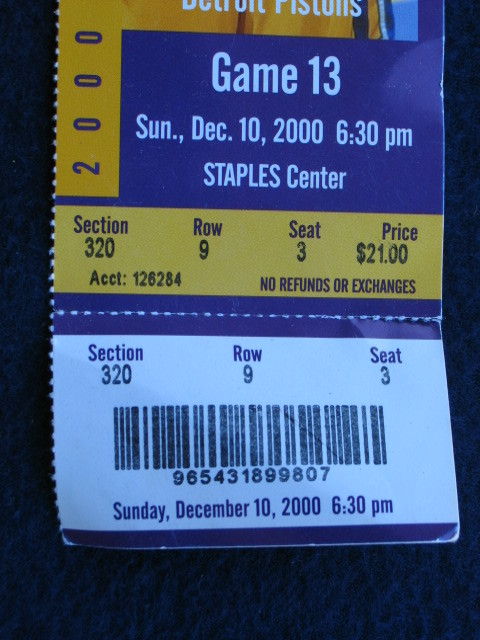 Detroit Pistons
2000
Game 13
Sun., Dec. 10, 2000 6:30 pm
STAPLES Center
Section Row Seat Price
320 9 3 $21.00
Acct: 126284 NO REFUNDS OR EXCHANGES
Section Row Seat
320 9 3
965431899807
Sunday, December 10, 2000 6:30 pm